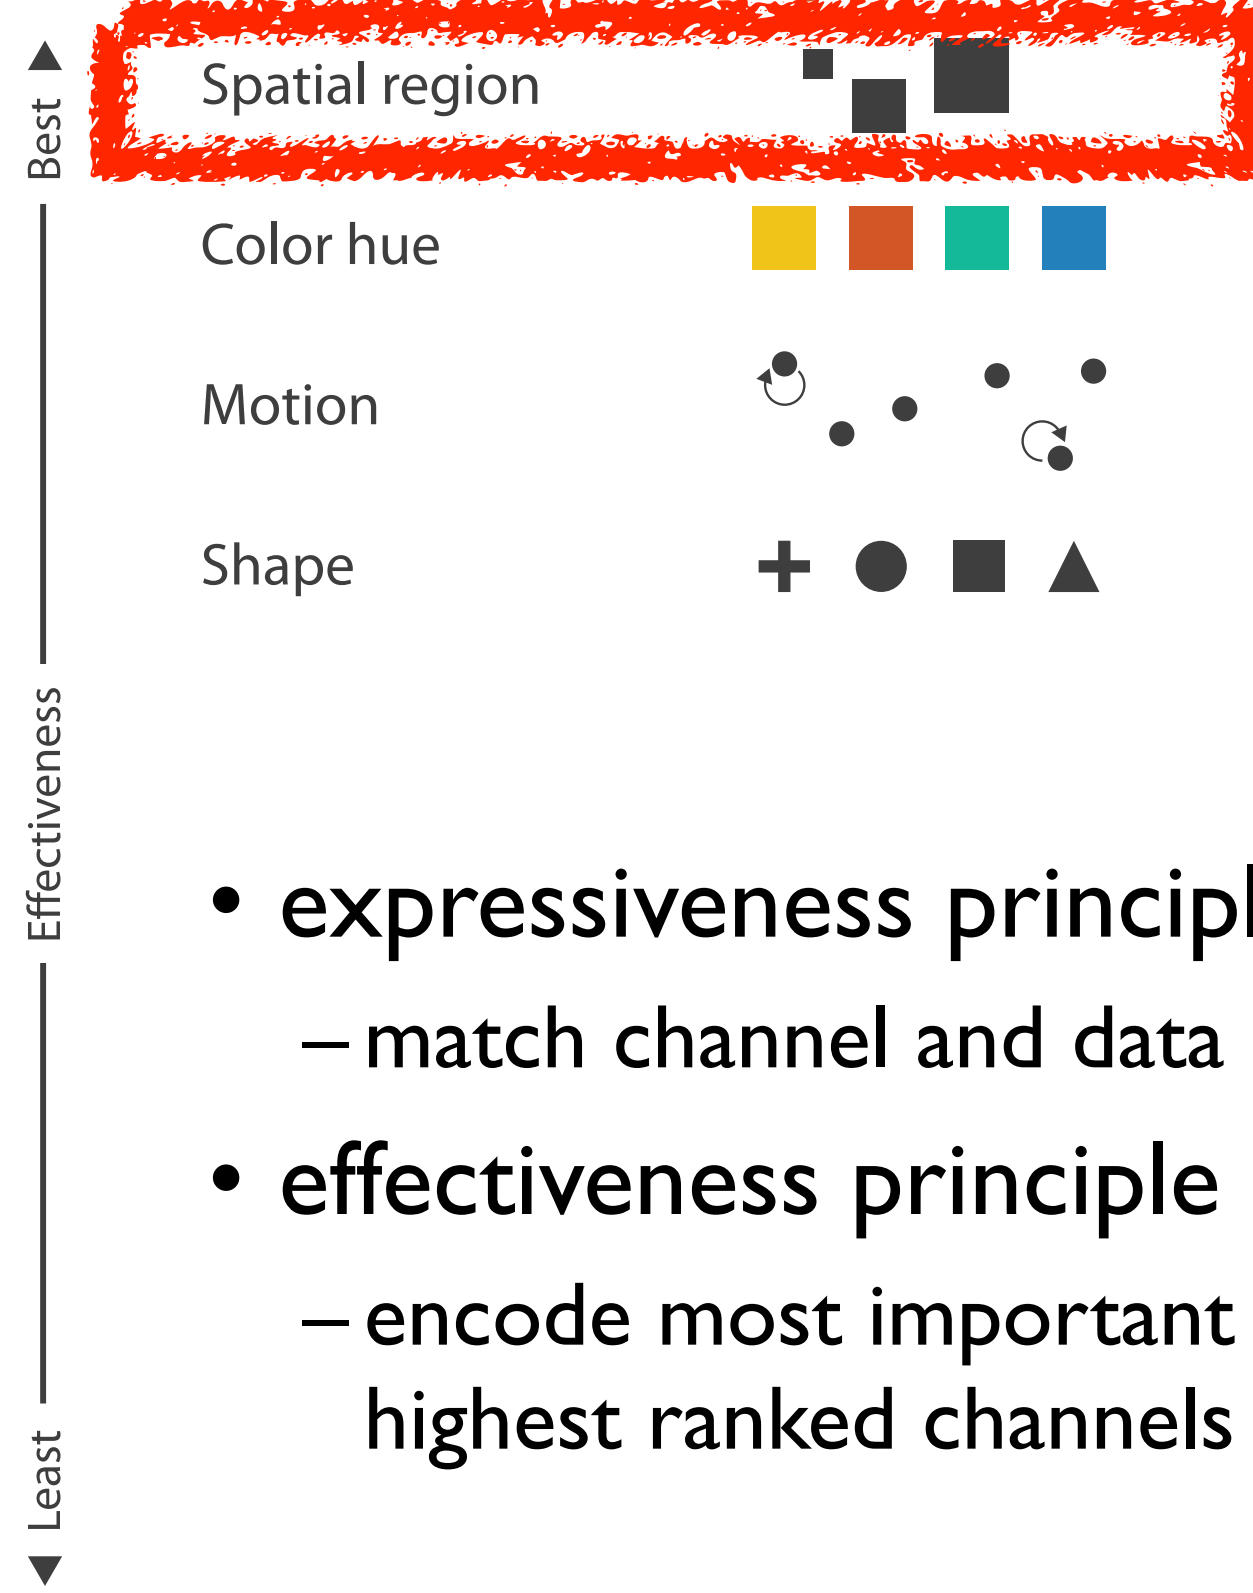 Best
Spatial region
Color hue
Motion
Shape
Effectiveness
• expressiveness principl
– match channel and data
• effectiveness principle
– encode most important
highest ranked channels
Least